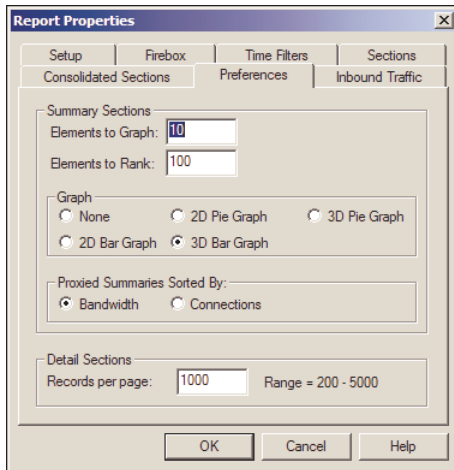 Report Properties
Setup Firebox Time Filters Sections
Consolidated Sections Preferences Inbound Traffic
Summary Sections
Elements to Graph: 10
Elements to Rank: 100
Graph
None 2D Pie Graph 3D Pie Graph
2D Bar Graph 3D Bar Graph
Proxied Summaries Sorted By:
Bandwidth Connections
Detail Sections
Records per page: 1000 Range = 200 - 5000
OK Cancel Help